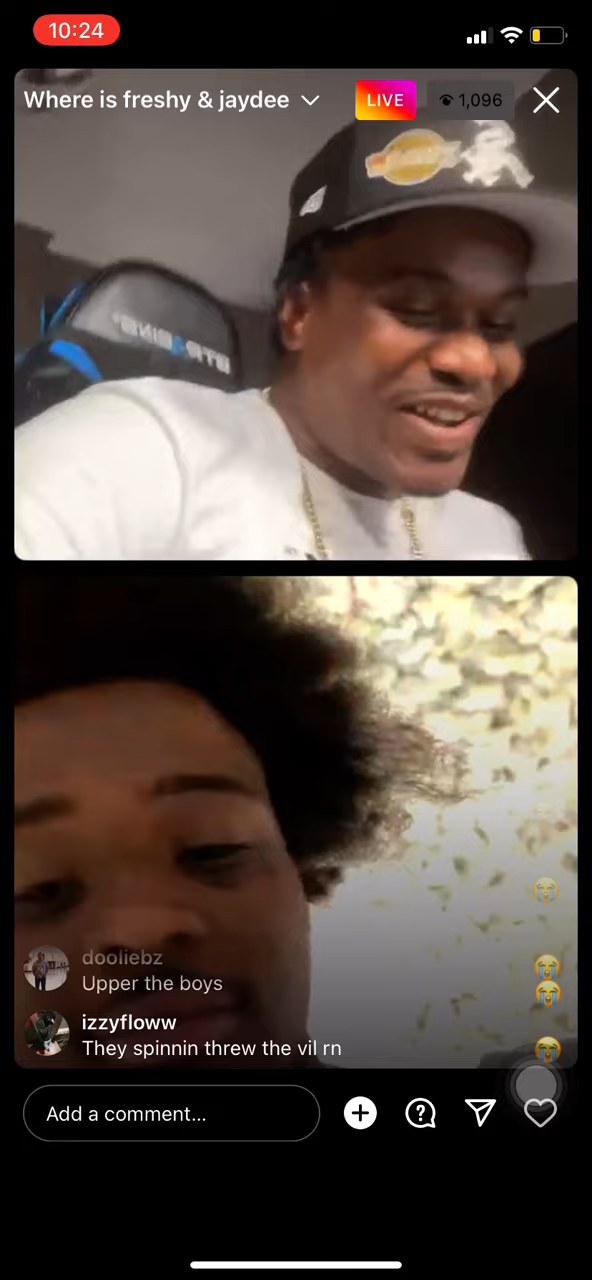 10:24
Where is freshy & jaydee
LIVE
1,096
dooliebz
Upper the boys
izzyfloww
They spinnin threw the vil rn
Add a comment...